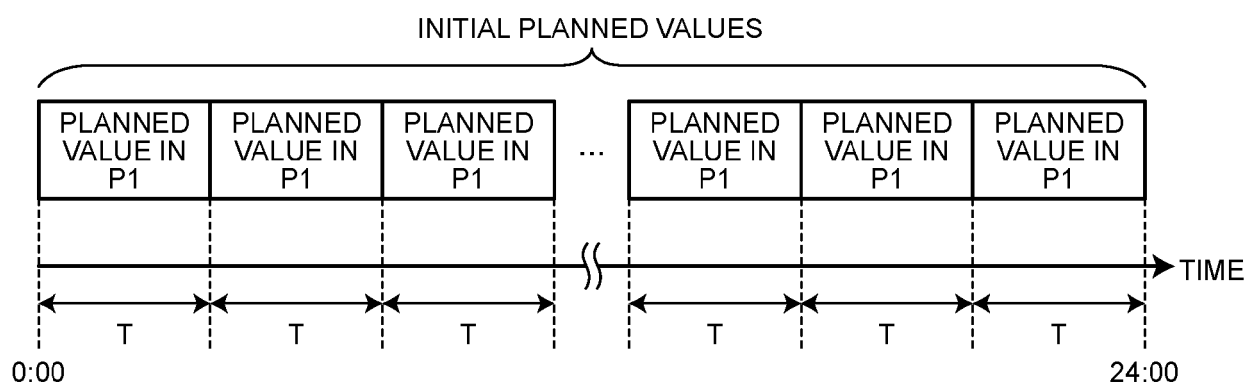 INITIAL PLANNED VALUES
PLANNED VALUE IN P1
PLANNED VALUE IN P1
PLANNED VALUE IN P1
...
PLANNED VALUE IN P1
PLANNED VALUE IN P1
PLANNED VALUE IN P1
TIME
T
T
T
T
T
T
0:00
24:00